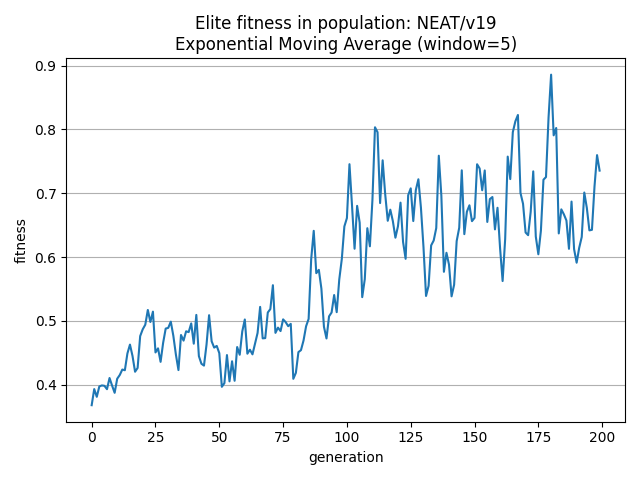 Elite fitness in population: NEAT/v19
Exponential Moving Average (window=5)
fitness
0.9
0.8
0.7
0.6
0.5
0.4
0 25 50 75 100 125 150 175 200
generation